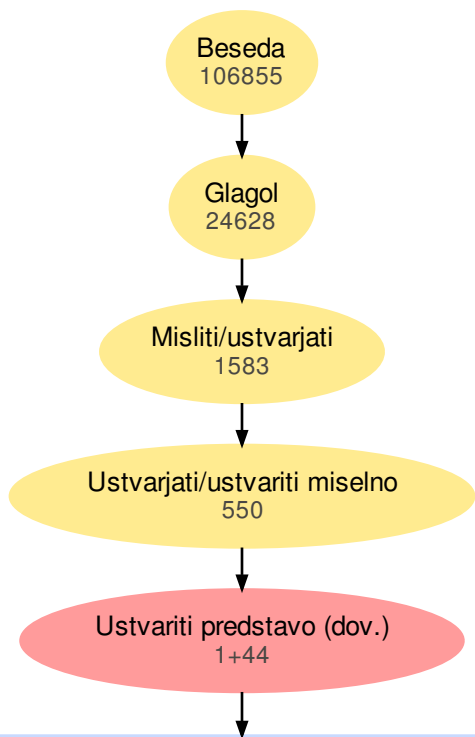 Beseda
106855
Glagol
24628
Misliti/ustvarjati
1583
Ustvarjati/ustvariti miselno
550
Ustvariti predstavo (dov.)
1+44